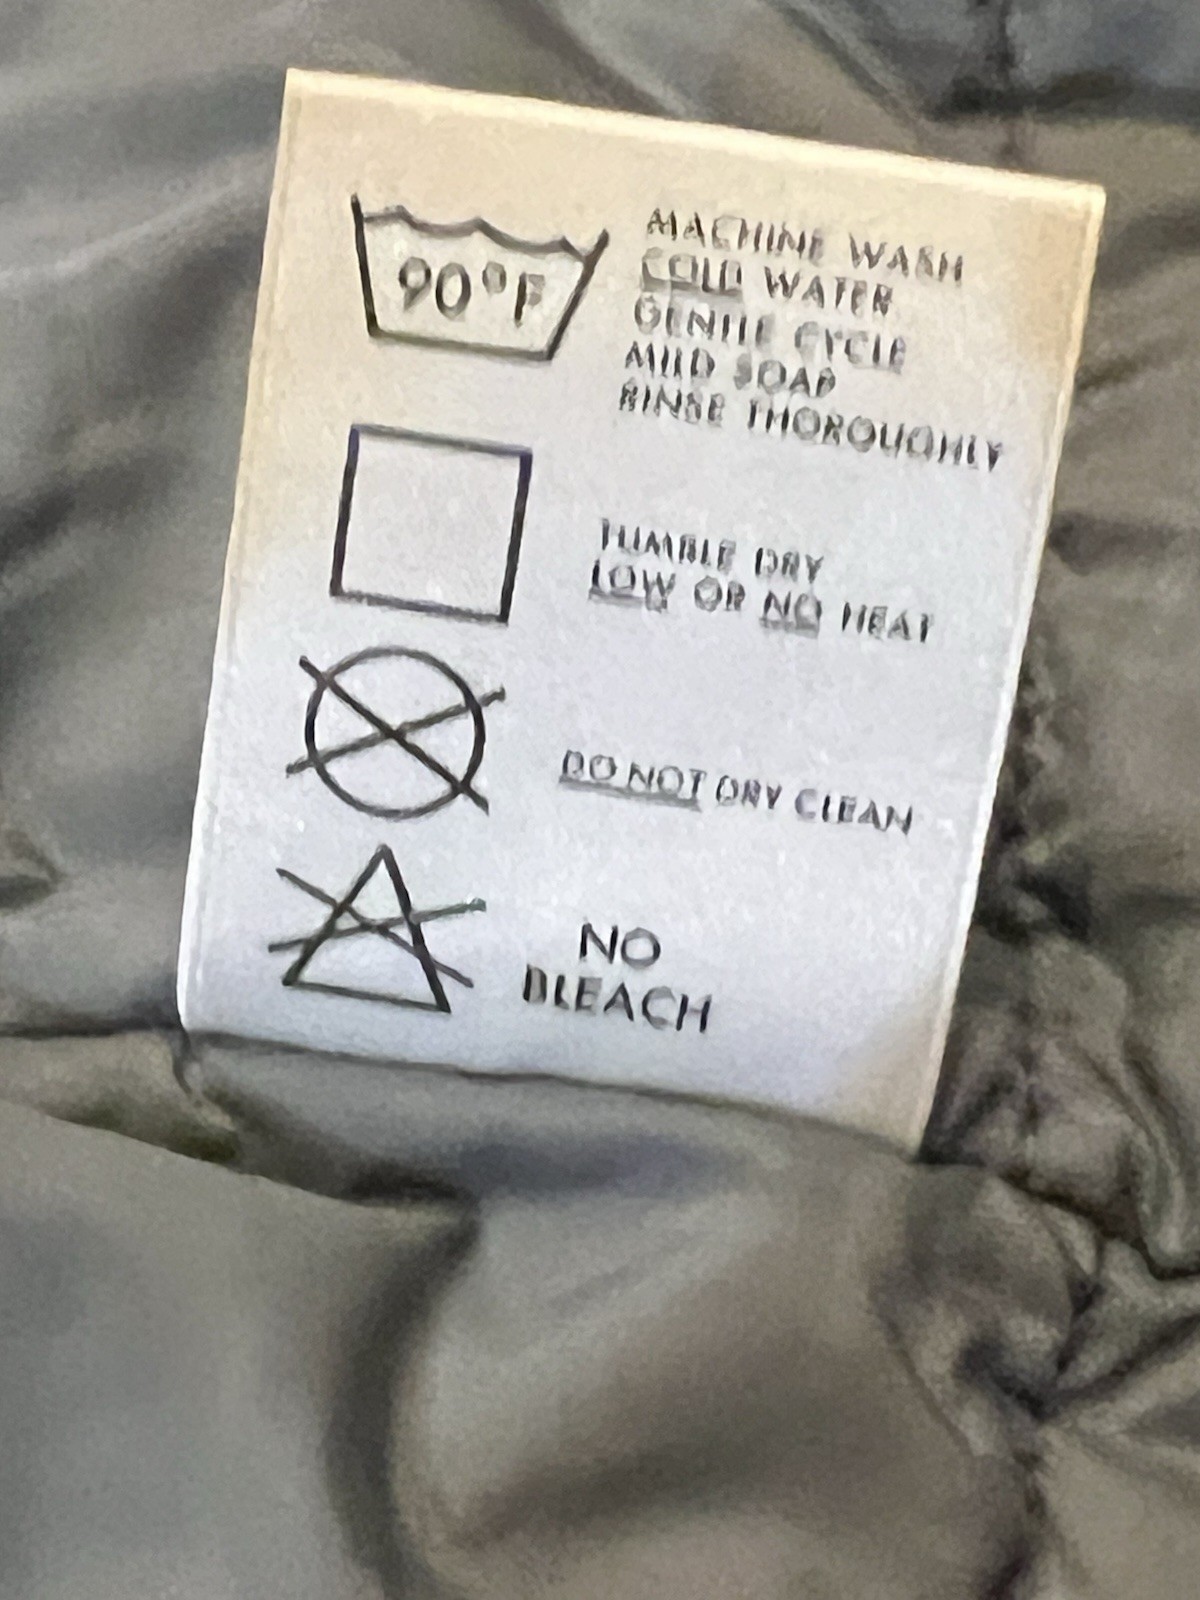 90°F
MACHINE WASH
COLD WATER
GENTLE CYCLE
MILD SOAP
RINSE THOROUGHLY
TUMBLE DRY
LOW OR NO HEAT
DO NOT DRY CLEAN
NO
BLEACH